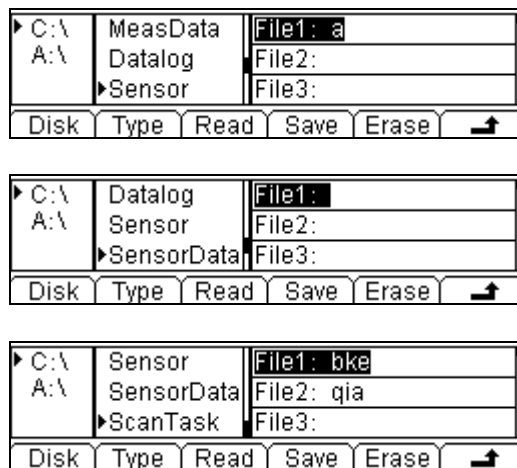 C:\ MeasData File1: a
A:\ Datalog File2:
Sensor File3:
Disk Type Read Save Erase
C:\ Datalog File1:
A:\ Sensor File2:
SensorData File3:
Disk Type Read Save Erase
C:\ Sensor File1: bke
A:\ SensorData File2: qia
ScanTask File3:
Disk Type Read Save Erase